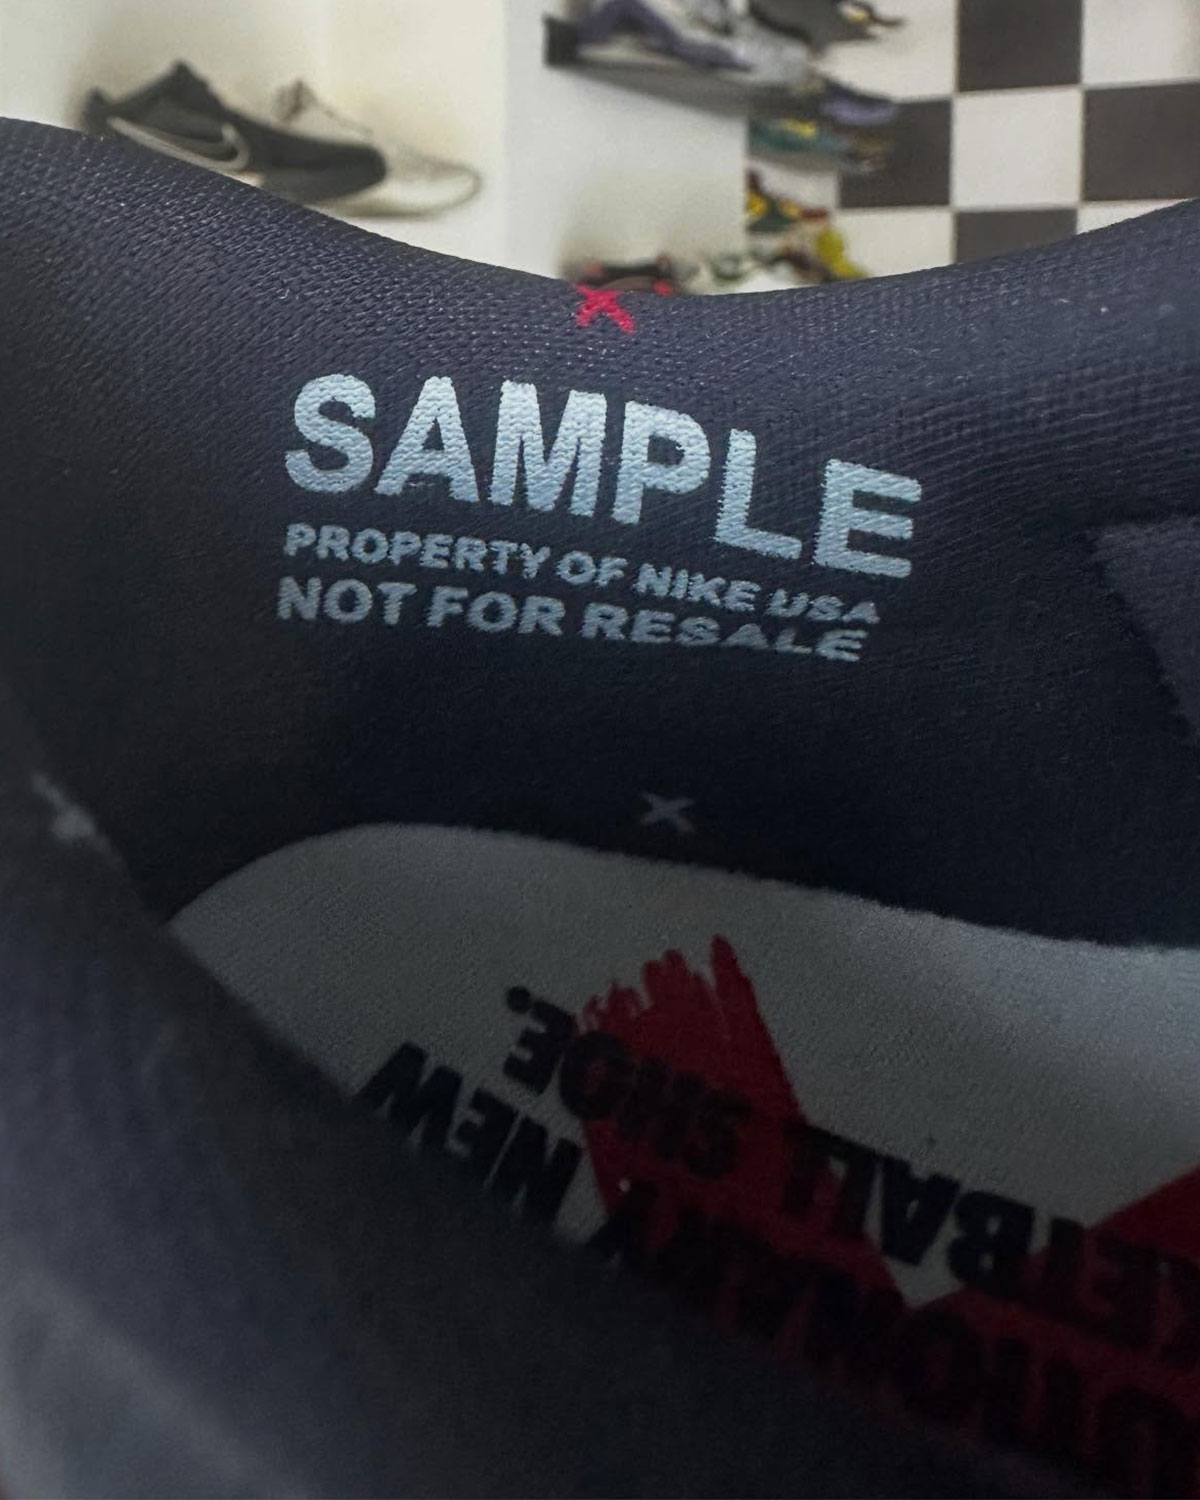 SAMPLE
PROPERTY OF NIKE USA
NOT FOR RESALE
NEW
BALL SHOE.